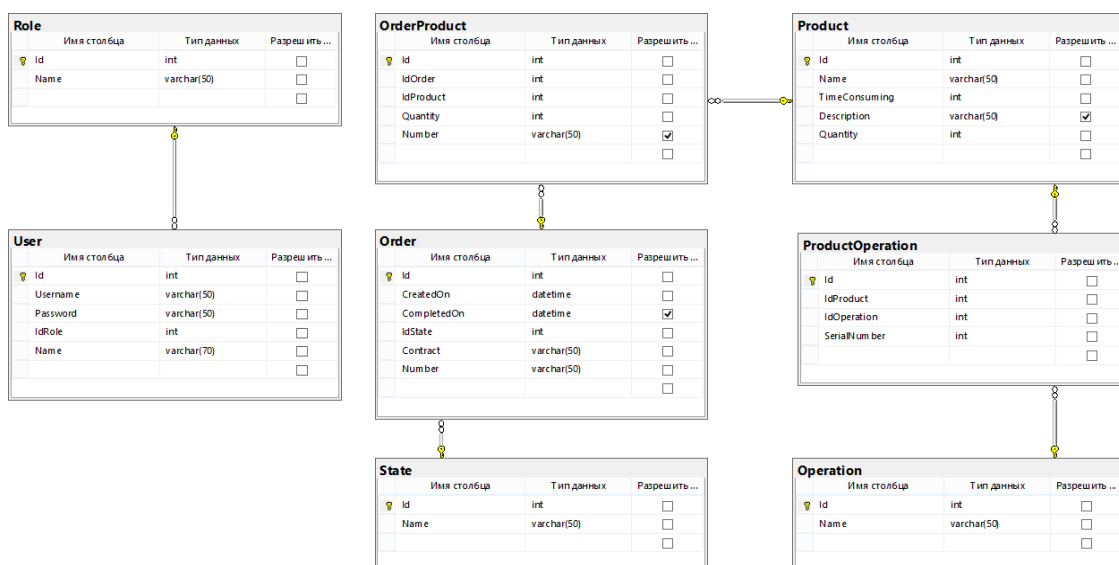 Role
Имя столбца Тип данных Разрешить ...
Id int
Name varchar(50)
OrderProduct
Имя столбца Тип данных Разрешить ...
Id int
IdOrder int
IdProduct int
Quantity int
Number varchar(50)
Product
Имя столбца Тип данных Разрешить ...
Id int
Name varchar(50)
TimeConsuming int
Description varchar(50)
Quantity int
User
Имя столбца Тип данных Разрешить ...
Id int
Username varchar(50)
Password varchar(50)
IdRole int
Name varchar(70)
Order
Имя столбца Тип данных Разрешить ...
Id int
CreatedOn datetime
CompletedOn datetime
IdState int
Contract varchar(50)
Number varchar(50)
ProductOperation
Имя столбца Тип данных Разрешить ...
Id int
IdProduct int
IdOperation int
SerialNumber int
State
Имя столбца Тип данных Разрешить ...
Id int
Name varchar(50)
Operation
Имя столбца Тип данных Разрешить ...
Id int
Name varchar(50)